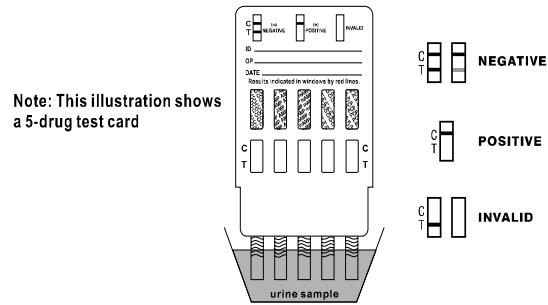 C
T
(-)
NEGATIVE
(+)
POSITIVE
INVALID
ID
OP
DATE
Results indicated in windows by red lines.
Note: This illustration shows
a 5-drug test card
C
T
C
T
urine sample
C
T
NEGATIVE
C
T
POSITIVE
C
T
INVALID